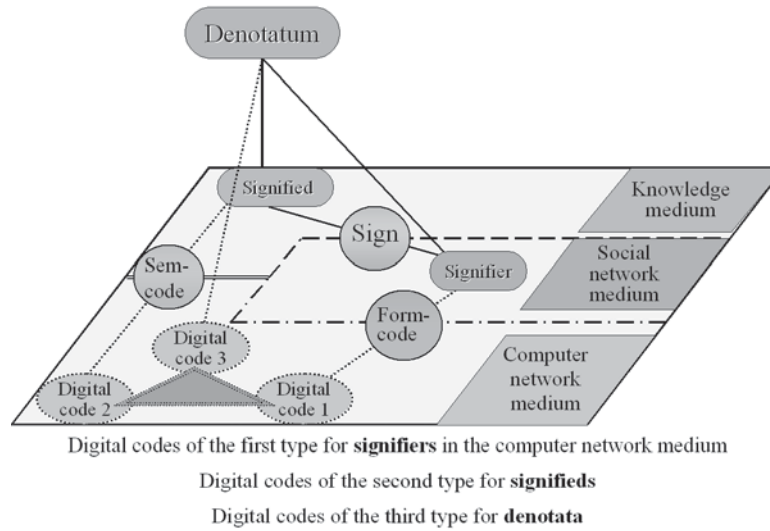 Denotatum
Signified
Knowledge
medium
Sign
Social
network
medium
Signifier
Sem-
code
Form-
code
Digital
code 3
Computer
network
medium
Digital
code 2
Digital
code 1
Digital codes of the first type for signifiers in the computer network medium
Digital codes of the second type for signifieds
Digital codes of the third type for denotata